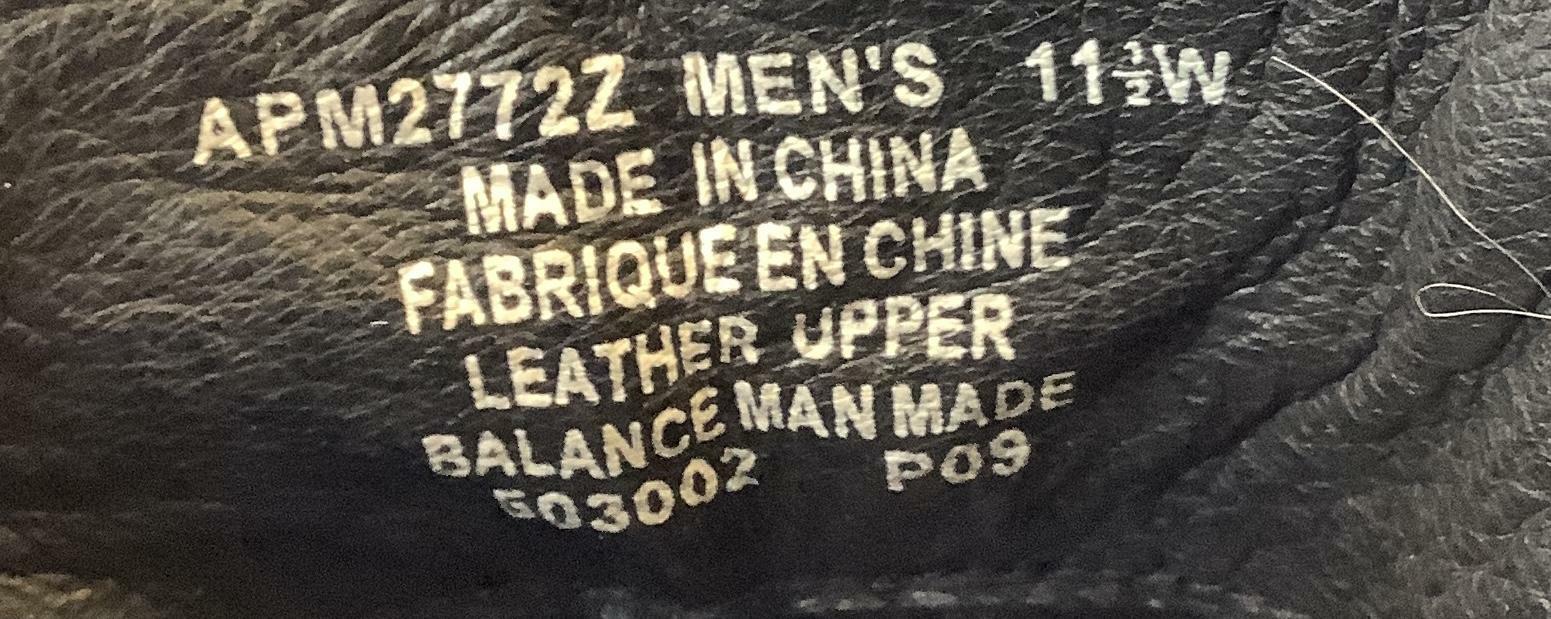 APM2772Z MEN'S 11½W
MADE IN CHINA
FABRIQUE EN CHINE
LEATHER UPPER
BALANCE MAN MADE
503002 P09